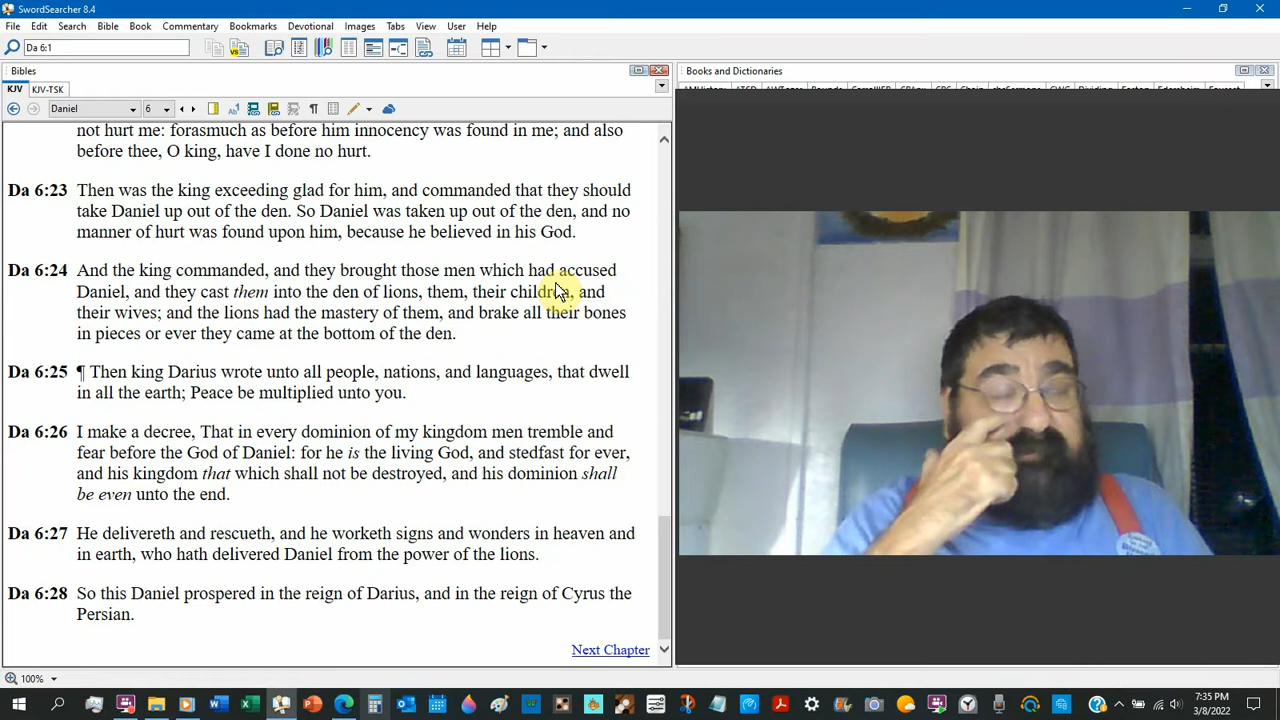 SwordSearcher 8.4
File Edit Search Bible Book Commentary Bookmarks Devotional Images Tabs View User Help
Da 6:1
Bibles
Books and Dictionaries
KJV KJV-TSK
Daniel 6
not hurt me: forasmuch as before him innocency was found in me; and also
before thee, O king, have I done no hurt.
Da 6:23 Then was the king exceeding glad for him, and commanded that they should
take Daniel up out of the den. So Daniel was taken up out of the den, and no
manner of hurt was found upon him, because he believed in his God.
Da 6:24 And the king commanded, and they brought those men which had accused
Daniel, and they cast them into the den of lions, them, their children, and
their wives; and the lions had the mastery of them, and brake all their bones
in pieces or ever they came at the bottom of the den.
Da 6:25 ¶ Then king Darius wrote unto all people, nations, and languages, that dwell
in all the earth; Peace be multiplied unto you.
Da 6:26 I make a decree, That in every dominion of my kingdom men tremble and
fear before the God of Daniel: for he is the living God, and stedfast for ever,
and his kingdom that which shall not be destroyed, and his dominion shall
be even unto the end.
Da 6:27 He delivereth and rescueth, and he worketh signs and wonders in heaven and
in earth, who hath delivered Daniel from the power of the lions.
Da 6:28 So this Daniel prospered in the reign of Darius, and in the reign of Cyrus the
Persian.
Next Chapter
100%
7:35 PM
3/8/2022